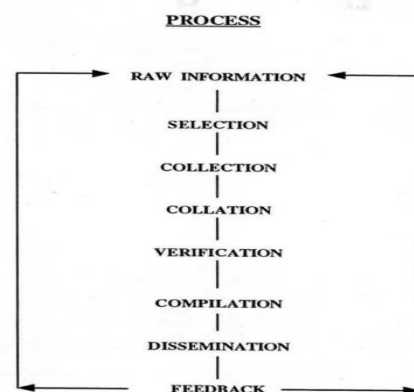 PROCESS
RAW INFORMATION
SELECTION
COLLECTION
COLLATION
VERIFICATION
COMPILATION
DISSEMINATION
FEEDBACK